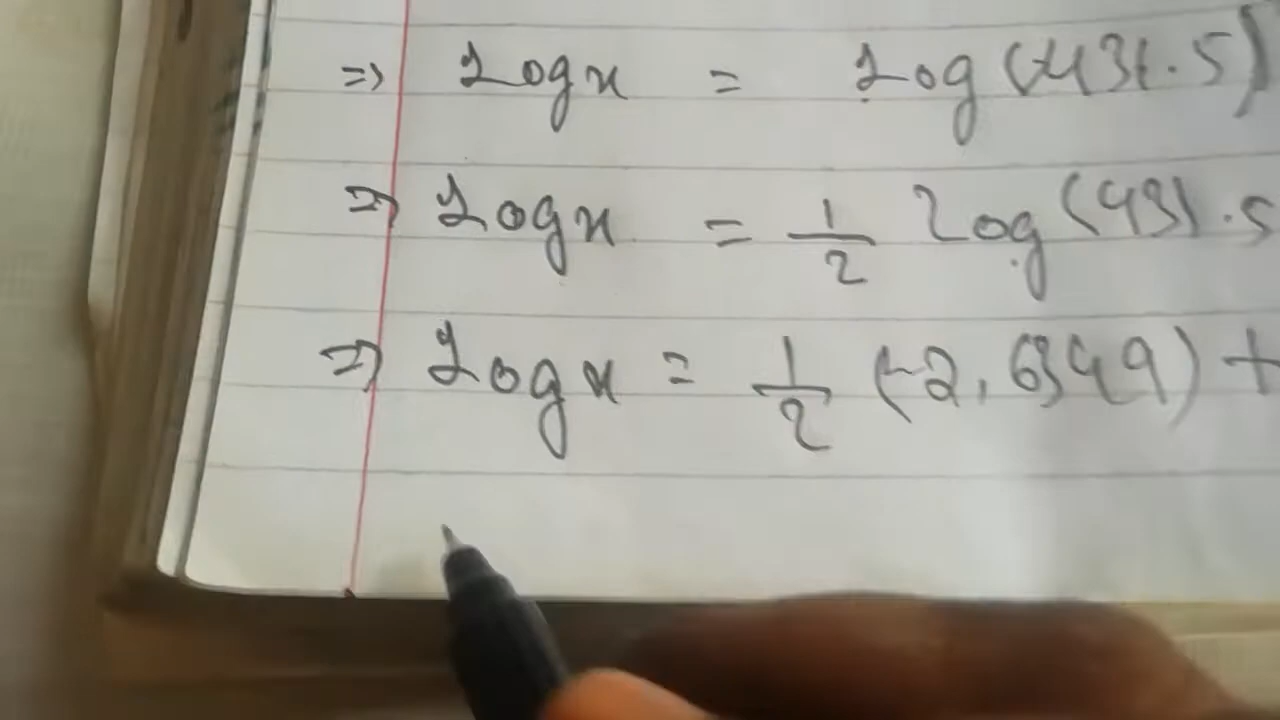 ⇒ Log x = Log (431.5)
⇒ Log x = 1/2 Log (431.5
⇒ Log x = 1/2 (2,6349) +